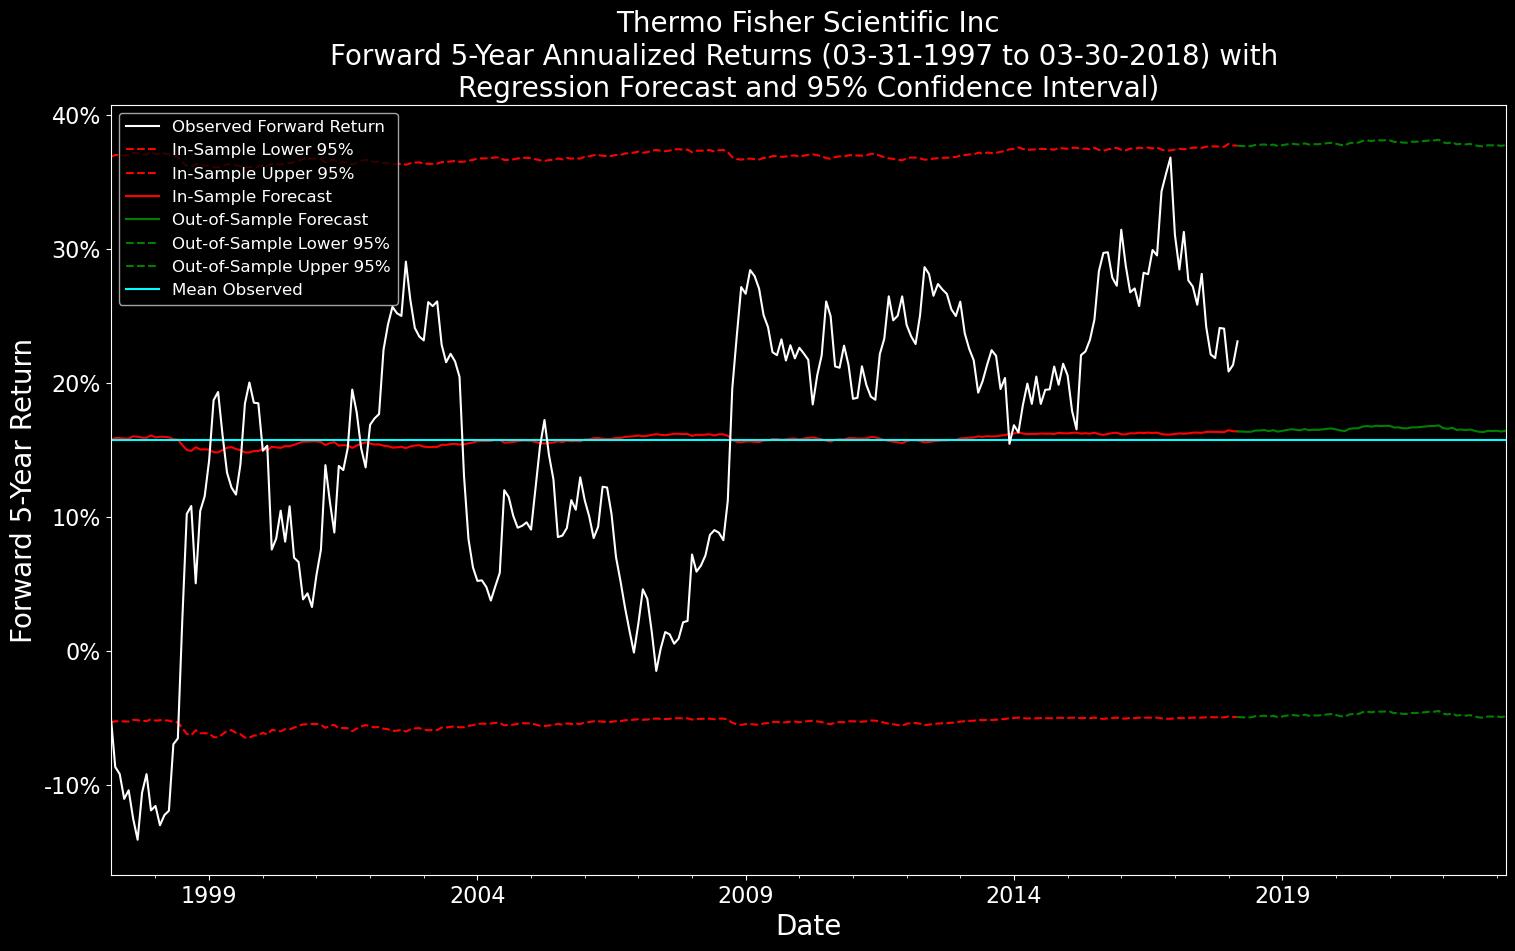 Thermo Fisher Scientific Inc
Forward 5-Year Annualized Returns (03-31-1997 to 03-30-2018) with
Regression Forecast and 95% Confidence Interval)
40%
30%
20%
10%
0%
-10%
Forward 5-Year Return
Observed Forward Return
In-Sample Lower 95%
In-Sample Upper 95%
In-Sample Forecast
Out-of-Sample Forecast
Out-of-Sample Lower 95%
Out-of-Sample Upper 95%
Mean Observed
1999
2004
2009
2014
2019
Date